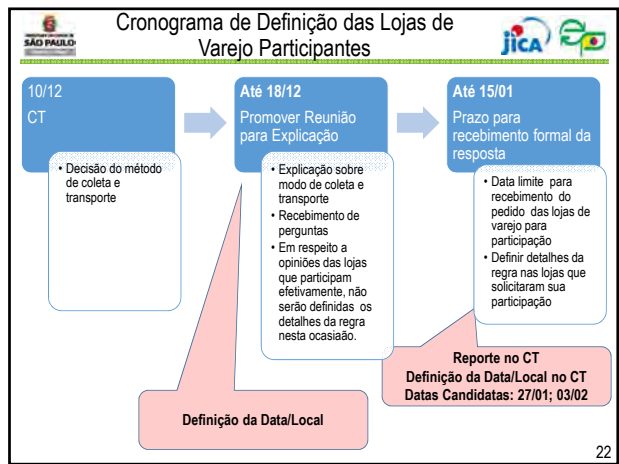 Cronograma de Definição das Lojas de
Varejo Participantes
SÃO PAULO
jICA
10/12
CT
• Decisão do método
de coleta e
transporte
Até 18/12
Promover Reunião
para Explicação
• Explicação sobre
modo de coleta e
transporte
• Recebimento de
perguntas
• Em respeito a
opiniões das lojas
que participam
efetivamente, não
serão definidas os
detalhes da regra
nesta ocasiaão.
Até 15/01
Prazo para
recebimento formal da
resposta
• Data limite para
recebimento do
pedido das lojas de
varejo para
participação
• Definir detalhes da
regra nas lojas que
solicitaram sua
participação
Definição da Data/Local
Reporte no CT
Definição da Data/Local no CT
Datas Candidatas: 27/01; 03/02
22